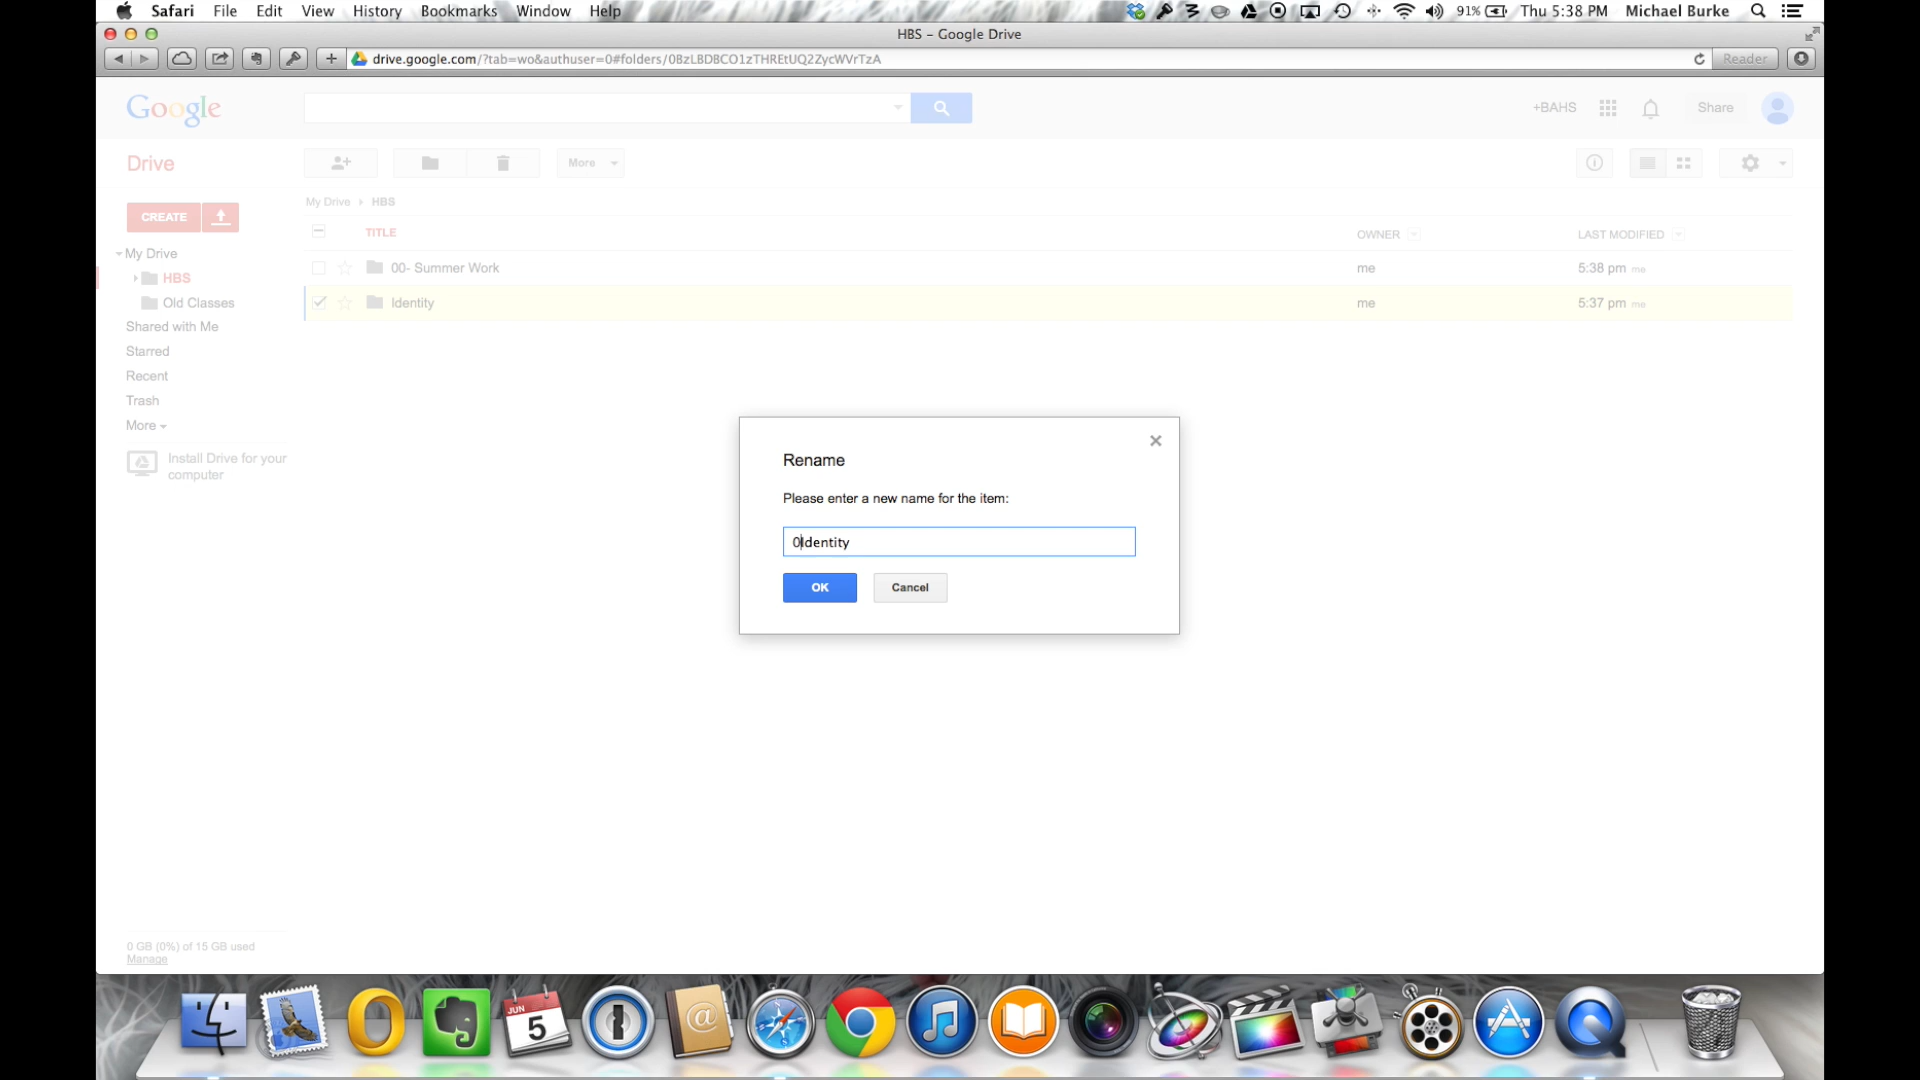 Safari File Edit View History Bookmarks Window Help 91% Thu 5:38 PM Michael Burke
HBS – Google Drive
drive.google.com/?tab=wo&authuser=0#folders/0BzLBDBCO1zTHREtUQ2ZycWVrTzA Reader
Google +BAHS Share
Drive More
My Drive HBS
CREATE
TITLE OWNER LAST MODIFIED
My Drive
00- Summer Work me 5:38 pm me
HBS
Identity me 5:37 pm me
Old Classes
Shared with Me
Starred
Recent
Trash
More
Install Drive for your
computer
Rename
Please enter a new name for the item:
0Identity
OK Cancel
0 GB (0%) of 15 GB used
Manage
JUN
5